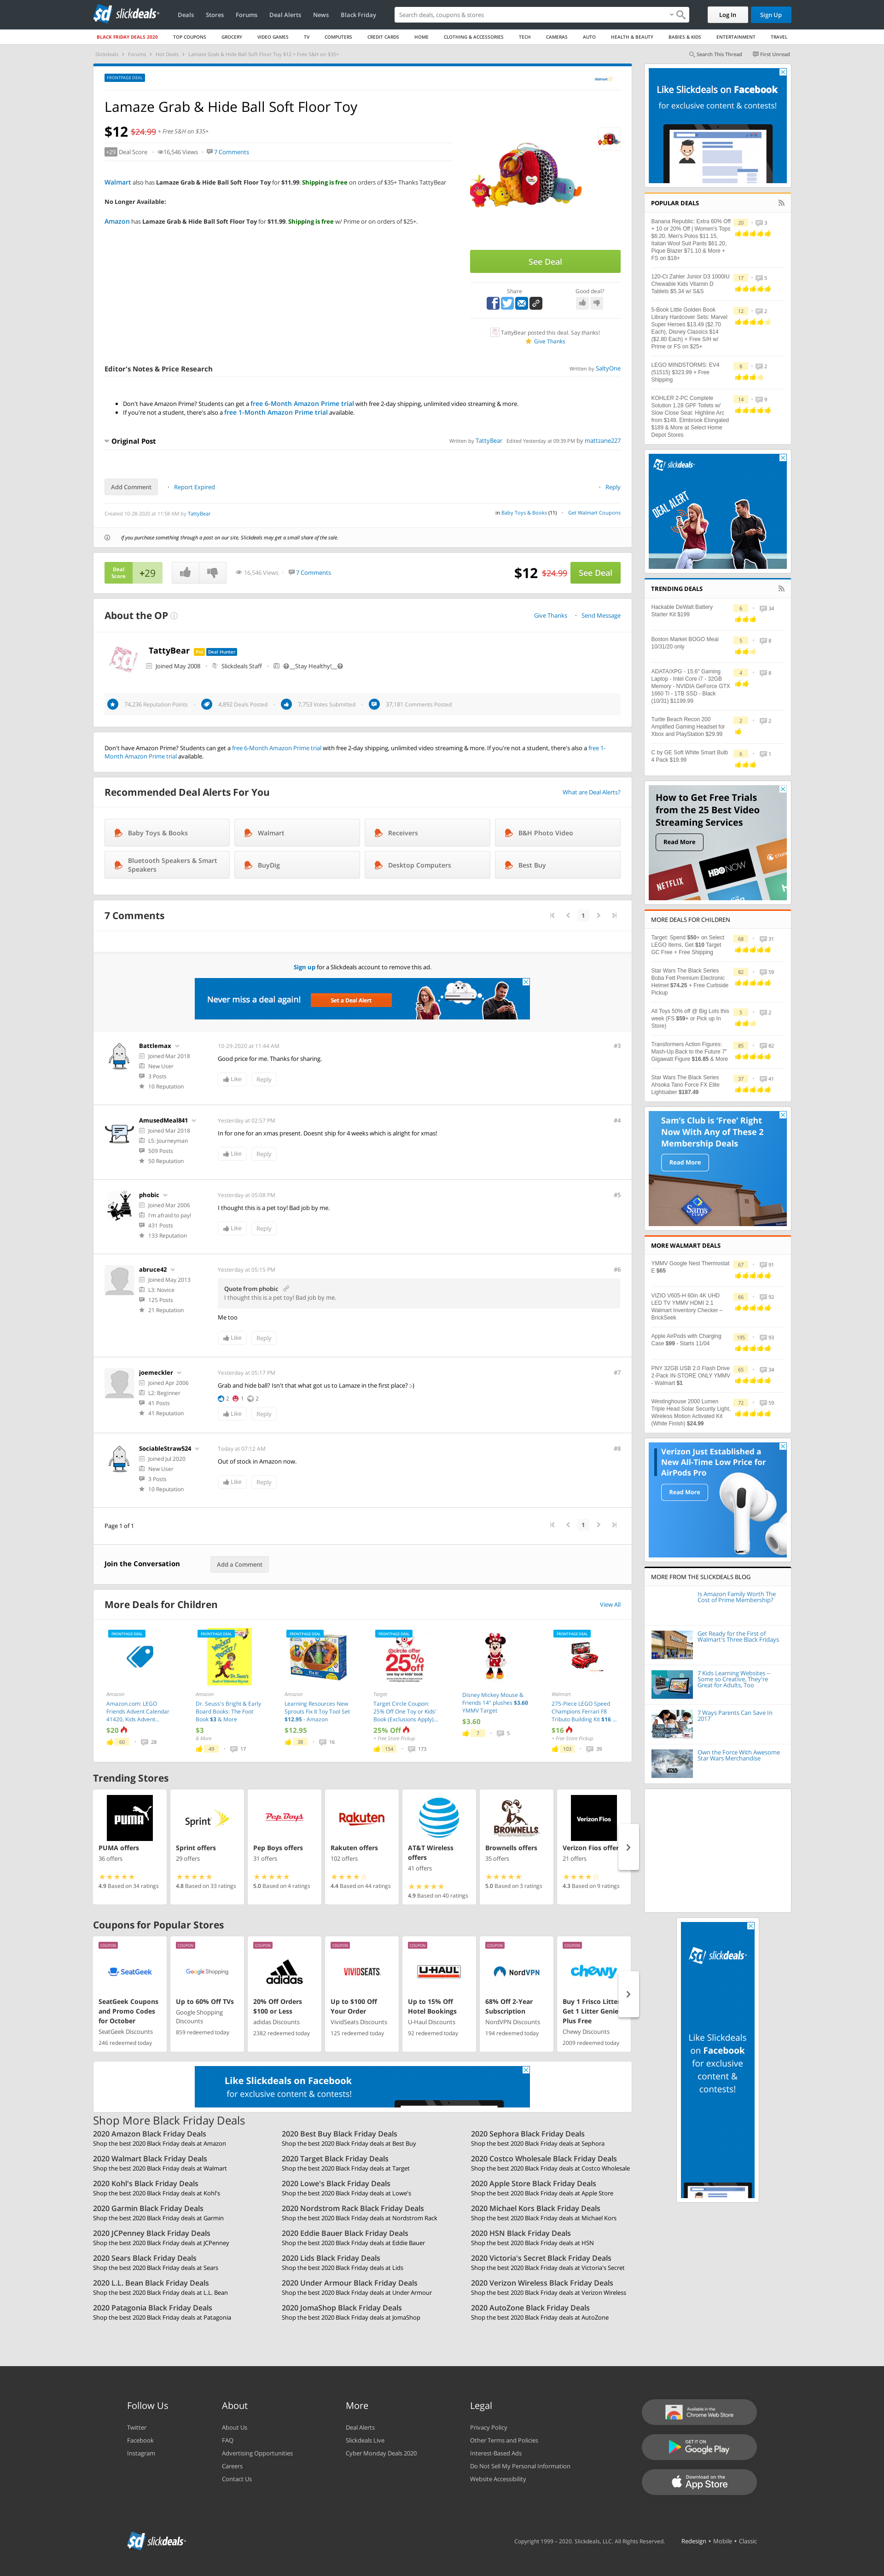 slickdeals
Deals Stores Forums Deal Alerts News Black Friday
Search deals, coupons & stores
Log In Sign Up
BLACK FRIDAY DEALS 2020 TOP COUPONS GROCERY VIDEO GAMES TV COMPUTERS CREDIT CARDS HOME CLOTHING & ACCESSORIES TECH CAMERAS AUTO HEALTH & BEAUTY BABIES & KIDS ENTERTAINMENT TRAVEL
Slickdeals > Forums > Hot Deals > Lamaze Grab & Hide Ball Soft Floor Toy $12 + Free S&H on $35+
Search This Thread First Unread
FRONTPAGE DEAL
Walmart
Lamaze Grab & Hide Ball Soft Floor Toy
$12 $24.99 + Free S&H on $35+
+29 Deal Score 16,546 Views 7 Comments
Walmart also has Lamaze Grab & Hide Ball Soft Floor Toy for $11.99. Shipping is free on orders of $35+ Thanks TattyBear
No Longer Available:
Amazon has Lamaze Grab & Hide Ball Soft Floor Toy for $11.99. Shipping is free w/ Prime or on orders of $25+.
See Deal
Share Good deal?
TattyBear posted this deal. Say thanks!
Give Thanks
Editor's Notes & Price Research Written by SaltyOne
Don't have Amazon Prime? Students can get a free 6-Month Amazon Prime trial with free 2-day shipping, unlimited video streaming & more.
If you're not a student, there's also a free 1-Month Amazon Prime trial available.
Original Post Written by TattyBear Edited Yesterday at 09:39 PM by mattzane227
Add Comment Report Expired Reply
Created 10-28-2020 at 11:58 AM by TattyBear
in Baby Toys & Books (11) Get Walmart Coupons
If you purchase something through a post on our site, Slickdeals may get a small share of the sale.
Deal Score +29 16,546 Views 7 Comments $12 $24.99 See Deal
About the OP Give Thanks Send Message
TattyBear Pro Deal Hunter
Joined May 2008 Slickdeals Staff __Stay Healthy!__
74,236 Reputation Points 4,892 Deals Posted 7,753 Votes Submitted 37,181 Comments Posted
Don't have Amazon Prime? Students can get a free 6-Month Amazon Prime trial with free 2-day shipping, unlimited video streaming & more. If you're not a student, there's also a free 1-
Month Amazon Prime trial available.
Recommended Deal Alerts For You What are Deal Alerts?
Baby Toys & Books Walmart Receivers B&H Photo Video
Bluetooth Speakers & Smart Speakers BuyDig Desktop Computers Best Buy
7 Comments 1
Sign up for a Slickdeals account to remove this ad.
Never miss a deal again! Set a Deal Alert
Battlemax
Joined Mar 2018
New User
3 Posts
10 Reputation
10-29-2020 at 11:44 AM #3
Good price for me. Thanks for sharing.
Like Reply
AmusedMeal841
Joined Mar 2018
L5: Journeyman
509 Posts
50 Reputation
Yesterday at 02:57 PM #4
In for one for an xmas present. Doesnt ship for 4 weeks which is alright for xmas!
Like Reply
phobic
Joined Mar 2006
I'm afraid to pay!
431 Posts
133 Reputation
Yesterday at 05:08 PM #5
I thought this is a pet toy! Bad job by me.
Like Reply
abruce42
Joined May 2013
L3: Novice
125 Posts
21 Reputation
Yesterday at 05:15 PM #6
Quote from phobic
I thought this is a pet toy! Bad job by me.
Me too
Like Reply
joemeckler
Joined Apr 2006
L2: Beginner
41 Posts
41 Reputation
Yesterday at 05:17 PM #7
Grab and hide ball? Isn't that what got us to Lamaze in the first place? :-)
2 1 2
Like Reply
SociableStraw524
Joined Jul 2020
New User
3 Posts
10 Reputation
Today at 07:12 AM #8
Out of stock in Amazon now.
Like Reply
Page 1 of 1 1
Join the Conversation Add a Comment
More Deals for Children View All
FRONTPAGE DEAL
Amazon
Amazon.com: LEGO Friends Advent Calendar 41420, Kids Advent...
$20
60 28
FRONTPAGE DEAL
Amazon
Dr. Seuss's Bright & Early Board Books: The Foot Book $3 & More
$3
& More
49 17
FRONTPAGE DEAL
Amazon
Learning Resources New Sprouts Fix It Toy Tool Set $12.95 - Amazon
$12.95
38 16
FRONTPAGE DEAL
circle offer 25% off
Target
Target Circle Coupon: 25% Off One Toy or Kids' Book (Exclusions Apply)...
25% Off
+ Free Store Pickup
154 173
Disney Mickey Mouse & Friends 14" plushes $3.60 YMMV Target
$3.60
7 5
FRONTPAGE DEAL
Walmart
275-Piece LEGO Speed Champions Ferrari F8 Tributo Building Kit $16 ...
$16
+ Free Store Pickup
103 39
Trending Stores
PUMA offers
36 offers
4.9 Based on 34 ratings
Sprint
Sprint offers
29 offers
4.8 Based on 33 ratings
Pep Boys
Pep Boys offers
31 offers
5.0 Based on 4 ratings
Rakuten
Rakuten offers
102 offers
4.4 Based on 44 ratings
AT&T
AT&T Wireless offers
41 offers
4.9 Based on 40 ratings
BROWNELLS
Brownells offers
35 offers
5.0 Based on 3 ratings
Verizon Fios
Verizon Fios offer
21 offers
4.3 Based on 9 ratings
Coupons for Popular Stores
COUPON
SeatGeek
SeatGeek Coupons and Promo Codes for October
SeatGeek Discounts
246 redeemed today
COUPON
Google Shopping
Up to 60% Off TVs
Google Shopping Discounts
859 redeemed today
COUPON
adidas
20% Off Orders $100 or Less
adidas Discounts
2382 redeemed today
COUPON
VIVIDSEATS
Up to $100 Off Your Order
VividSeats Discounts
125 redeemed today
COUPON
U-HAUL
Up to 15% Off Hotel Bookings
U-Haul Discounts
92 redeemed today
COUPON
NordVPN
68% Off 2-Year Subscription
NordVPN Discounts
194 redeemed today
COUPON
chewy
Buy 1 Frisco Litter Get 1 Litter Genie Plus Free
Chewy Discounts
2009 redeemed today
Like Slickdeals on Facebook
for exclusive content & contests!
Shop More Black Friday Deals
2020 Amazon Black Friday Deals
Shop the best 2020 Black Friday deals at Amazon
2020 Best Buy Black Friday Deals
Shop the best 2020 Black Friday deals at Best Buy
2020 Sephora Black Friday Deals
Shop the best 2020 Black Friday deals at Sephora
2020 Walmart Black Friday Deals
Shop the best 2020 Black Friday deals at Walmart
2020 Target Black Friday Deals
Shop the best 2020 Black Friday deals at Target
2020 Costco Wholesale Black Friday Deals
Shop the best 2020 Black Friday deals at Costco Wholesale
2020 Kohl's Black Friday Deals
Shop the best 2020 Black Friday deals at Kohl's
2020 Lowe's Black Friday Deals
Shop the best 2020 Black Friday deals at Lowe's
2020 Apple Store Black Friday Deals
Shop the best 2020 Black Friday deals at Apple Store
2020 Garmin Black Friday Deals
Shop the best 2020 Black Friday deals at Garmin
2020 Nordstrom Rack Black Friday Deals
Shop the best 2020 Black Friday deals at Nordstrom Rack
2020 Michael Kors Black Friday Deals
Shop the best 2020 Black Friday deals at Michael Kors
2020 JCPenney Black Friday Deals
Shop the best 2020 Black Friday deals at JCPenney
2020 Eddie Bauer Black Friday Deals
Shop the best 2020 Black Friday deals at Eddie Bauer
2020 HSN Black Friday Deals
Shop the best 2020 Black Friday deals at HSN
2020 Sears Black Friday Deals
Shop the best 2020 Black Friday deals at Sears
2020 Lids Black Friday Deals
Shop the best 2020 Black Friday deals at Lids
2020 Victoria's Secret Black Friday Deals
Shop the best 2020 Black Friday deals at Victoria's Secret
2020 L.L. Bean Black Friday Deals
Shop the best 2020 Black Friday deals at L.L. Bean
2020 Under Armour Black Friday Deals
Shop the best 2020 Black Friday deals at Under Armour
2020 Verizon Wireless Black Friday Deals
Shop the best 2020 Black Friday deals at Verizon Wireless
2020 Patagonia Black Friday Deals
Shop the best 2020 Black Friday deals at Patagonia
2020 JomaShop Black Friday Deals
Shop the best 2020 Black Friday deals at JomaShop
2020 AutoZone Black Friday Deals
Shop the best 2020 Black Friday deals at AutoZone
Like Slickdeals on Facebook
for exclusive content & contests!
POPULAR DEALS
Banana Republic: Extra 60% Off + 10 or 20% Off | Women's Tops $6.20, Men's Polos $11.15, Italian Wool Suit Pants $61.20, Pique Blazer $71.10 & More + FS on $18+ 20 3
120-Ct Zahler Junior D3 1000IU Chewable Kids Vitamin D Tablets $5.34 w/ S&S 17 5
5-Book Little Golden Book Library Hardcover Sets: Marvel Super Heroes $13.49 ($2.70 Each), Disney Classics $14 ($2.80 Each) + Free S/H w/ Prime or FS on $25+ 12 2
LEGO MINDSTORMS: EV4 (51515) $323.99 + Free Shipping 8 2
KOHLER 2-PC Complete Solution 1.28 GPF Toilets w/ Slow Close Seat: Highline Arc from $149, Elmbrook Elongated $189 & More at Select Home Depot Stores 14 9
slickdeals
DEAL ALERT
TRENDING DEALS
Hackable DeWalt Battery Starter Kit $199 6 34
Boston Market BOGO Meal 10/31/20 only 5 8
ADATA/XPG - 15.6" Gaming Laptop - Intel Core i7 - 32GB Memory - NVIDIA GeForce GTX 1660 Ti - 1TB SSD - Black (10/31) $1199.99 4 8
Turtle Beach Recon 200 Amplified Gaming Headset for Xbox and PlayStation $29.99 2 2
C by GE Soft White Smart Bulb 4 Pack $19.99 6 1
How to Get Free Trials from the 25 Best Video Streaming Services
Read More
NETFLIX HBO NOW
MORE DEALS FOR CHILDREN
Target: Spend $50+ on Select LEGO Items, Get $10 Target GC Free + Free Shipping 68 31
Star Wars The Black Series Boba Fett Premium Electronic Helmet $74.25 + Free Curbside Pickup 62 59
All Toys 50% off @ Big Lots this week (FS $59+ or Pick up In Store) 5 2
Transformers Action Figures: Mash-Up Back to the Future 7" Gigawatt Figure $16.85 & More 85 82
Star Wars The Black Series Ahsoka Tano Force FX Elite Lightsaber $187.49 37 41
Sam's Club is 'Free' Right Now With Any of These 2 Membership Deals
Read More
Sam's
MORE WALMART DEALS
YMMV Google Nest Thermostat E $65 67 91
VIZIO V605-H 60in 4K UHD LED TV YMMV HDMI 2.1 Walmart Inventory Checker – BrickSeek 66 92
Apple AirPods with Charging Case $99 - Starts 11/04 195 93
PNY 32GB USB 2.0 Flash Drive 2-Pack IN-STORE ONLY YMMV - Walmart $1 65 34
Westinghouse 2000 Lumen Triple Head Solar Security Light, Wireless Motion Activated Kit (White Finish) $24.99 72 59
Verizon Just Established a New All-Time Low Price for AirPods Pro
Read More
MORE FROM THE SLICKDEALS BLOG
Is Amazon Family Worth The Cost of Prime Membership?
Get Ready for the First of Walmart's Three Black Fridays
7 Kids Learning Websites -- Some so Creative, They're Great for Adults, Too
7 Ways Parents Can Save In 2017
Own the Force With Awesome Star Wars Merchandise
slickdeals
Like Slickdeals on Facebook for exclusive content & contests!
Follow Us
Twitter
Facebook
Instagram
About
About Us
FAQ
Advertising Opportunities
Careers
Contact Us
More
Deal Alerts
Slickdeals Live
Cyber Monday Deals 2020
Legal
Privacy Policy
Other Terms and Policies
Interest-Based Ads
Do Not Sell My Personal Information
Website Accessibility
Available in the Chrome Web Store
GET IT ON Google Play
Download on the App Store
slickdeals
Copyright 1999 – 2020. Slickdeals, LLC. All Rights Reserved. Redesign • Mobile • Classic